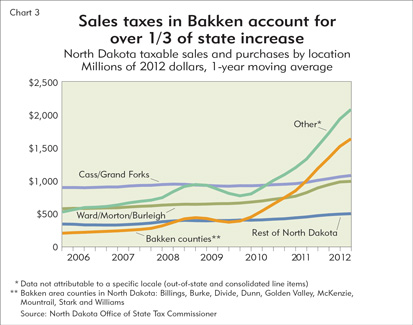 Chart 3
Sales taxes in Bakken account for
over 1/3 of state increase
North Dakota taxable sales and purchases by location
Millions of 2012 dollars, 1-year moving average
$2,500
$2,000
Other*
$1,500
Cass/Grand Forks
$1,000
$500
Ward/Morton/Burleigh
Bakken counties**
Rest of North Dakota
0
2006 2007 2008 2009 2010 2011 2012
* Data not attributable to a specific locale (out-of-state and consolidated line items)
** Bakken area counties in North Dakota: Billings, Burke, Divide, Dunn, Golden Valley, McKenzie,
Mountrail, Stark and Williams
Source: North Dakota Office of State Tax Commissioner